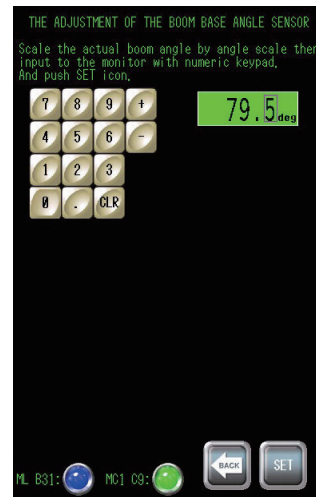 THE ADJUSTMENT OF THE BOOM BASE ANGLE SENSOR
Scale the actual boom angle by angle scale then
input to the monitor with numeric keypad.
And push SET icon.
7 8 9 +
79.5deg
4 5 6 -
1 2 3
0 . CLR
BACK
SET
ML B31:
MC1 C9: